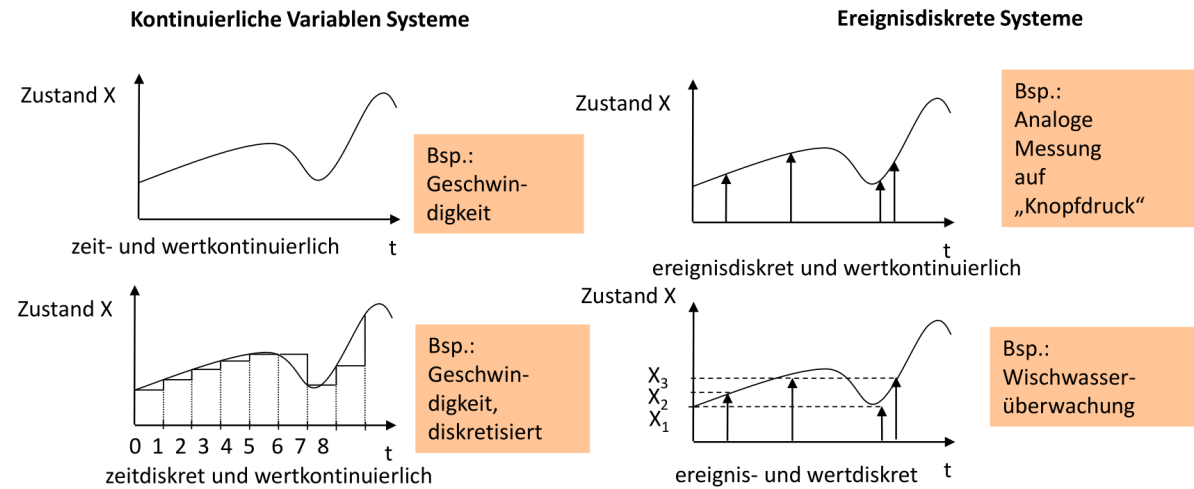 Kontinuierliche Variablen Systeme
Zustand X
t
zeit- und wertkontinuierlich
Bsp.:
Geschwin-
digkeit
Zustand X
0 1 2 3 4 5 6 7 8
t
zeitdiskret und wertkontinuierlich
Bsp.:
Geschwin-
digkeit,
diskretisiert
Ereignisdiskrete Systeme
Zustand X
t
ereignisdiskret und wertkontinuierlich
Bsp.:
Analoge
Messung
auf
„Knopfdruck“
Zustand X
X3
X2
X1
t
ereignis- und wertdiskret
Bsp.:
Wischwasser-
überwachung